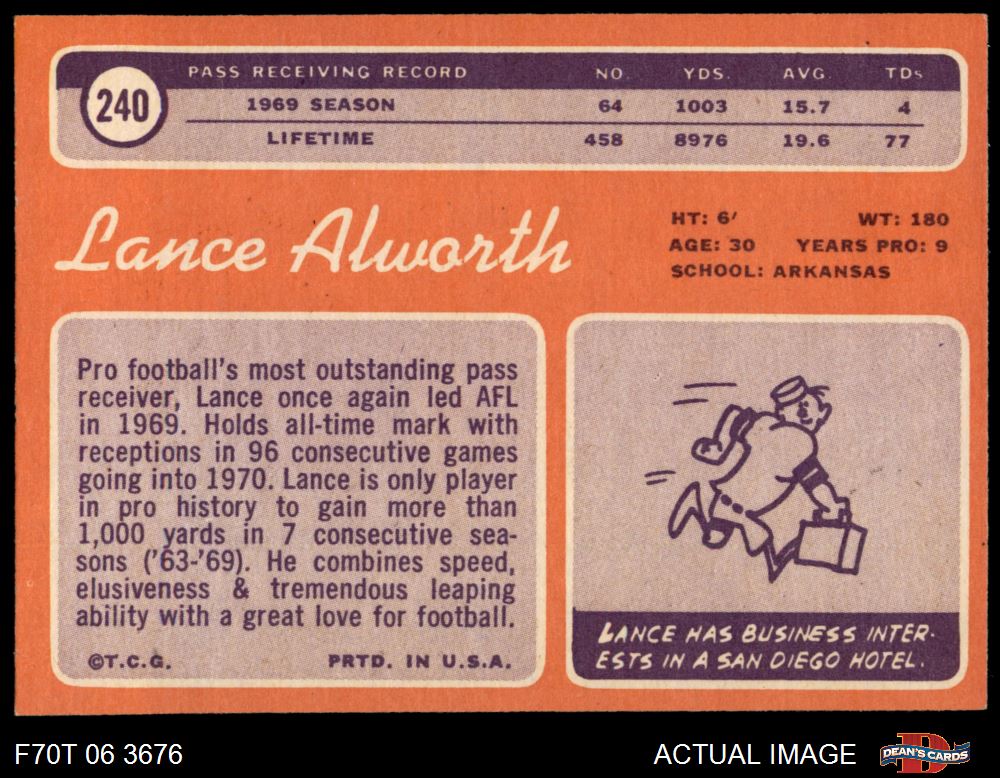 240
PASS RECEIVING RECORD NO. YDS. AVG. TDs
1969 SEASON 64 1003 15.7 4
LIFETIME 458 8976 19.6 77
Lance Alworth
HT: 6' WT: 180
AGE: 30 YEARS PRO: 9
SCHOOL: ARKANSAS
Pro football's most outstanding pass
receiver, Lance once again led AFL
in 1969. Holds all-time mark with
receptions in 96 consecutive games
going into 1970. Lance is only player
in pro history to gain more than
1,000 yards in 7 consecutive sea-
sons ('63-'69). He combines speed,
elusiveness & tremendous leaping
ability with a great love for football.
©T.C.G. PRTD. IN U.S.A.
LANCE HAS BUSINESS INTER-
ESTS IN A SAN DIEGO HOTEL.
F70T 06 3676 ACTUAL IMAGE DEAN'S CARDS